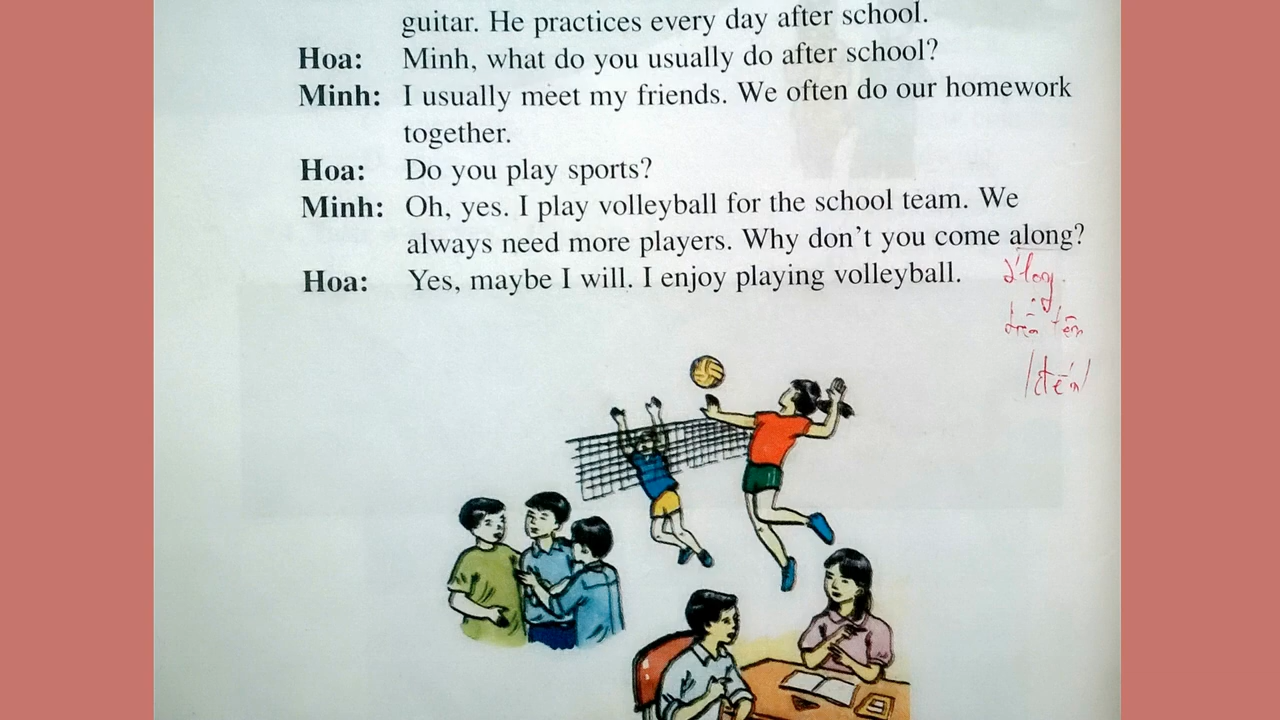 guitar. He practices every day after school.
Hoa: Minh, what do you usually do after school?
Minh: I usually meet my friends. We often do our homework
together.
Hoa: Do you play sports?
Minh: Oh, yes. I play volleyball for the school team. We
always need more players. Why don't you come along?
Hoa: Yes, maybe I will. I enjoy playing volleyball.
/đến/